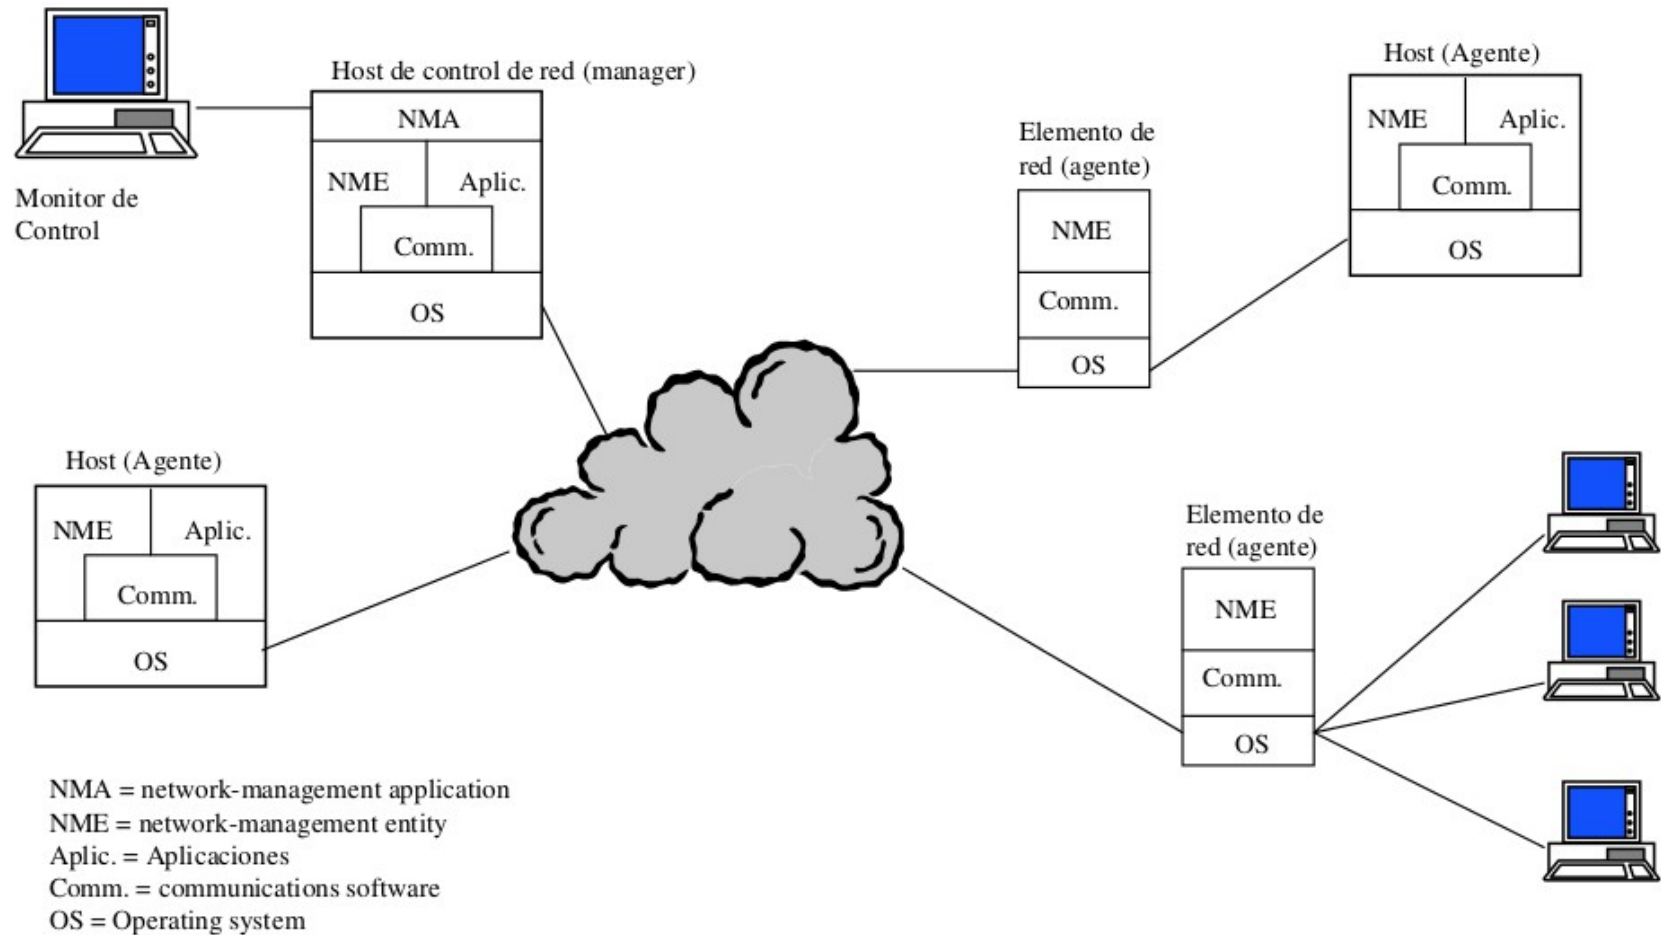 Host de control de red (manager)
NMA
NME
Aplic.
Comm.
OS
Monitor de
Control
Elemento de
red (agente)
NME
Comm.
OS
Host (Agente)
NME
Aplic.
Comm.
OS
Host (Agente)
NME
Aplic.
Comm.
OS
Elemento de
red (agente)
NME
Comm.
OS
NMA = network-management application
NME = network-management entity
Aplic. = Aplicaciones
Comm. = communications software
OS = Operating system